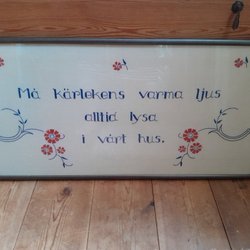 Må kärlekens varma ljus
alltid lysa
i vårt hus.